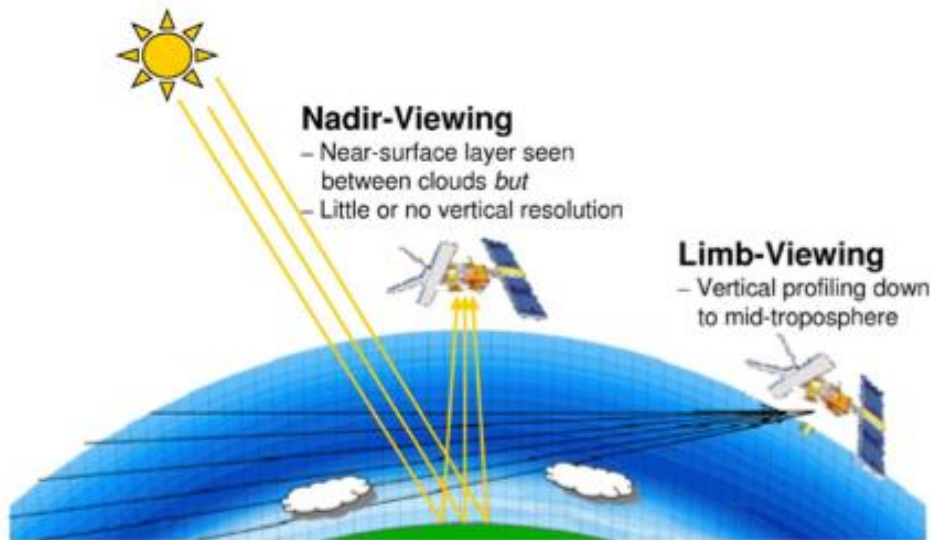 Nadir-Viewing
– Near-surface layer seen
between clouds but
– Little or no vertical resolution
Limb-Viewing
– Vertical profiling down
to mid-troposphere